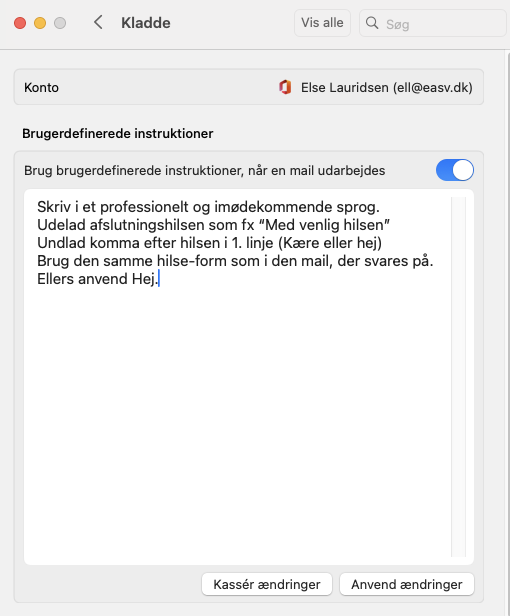 Kladde
Vis alle
Søg
Konto
Else Lauridsen (ell@easv.dk)
Brugerdefinerede instruktioner
Brug brugerdefinerede instruktioner, når en mail udarbejdes
Skriv i et professionelt og imødekommende sprog.
Udelad afslutningshilsen som fx “Med venlig hilsen”
Undlad komma efter hilsen i 1. linje (Kære eller hej)
Brug den samme hilse-form som i den mail, der svares på.
Ellers anvend Hej.
Kassér ændringer
Anvend ændringer